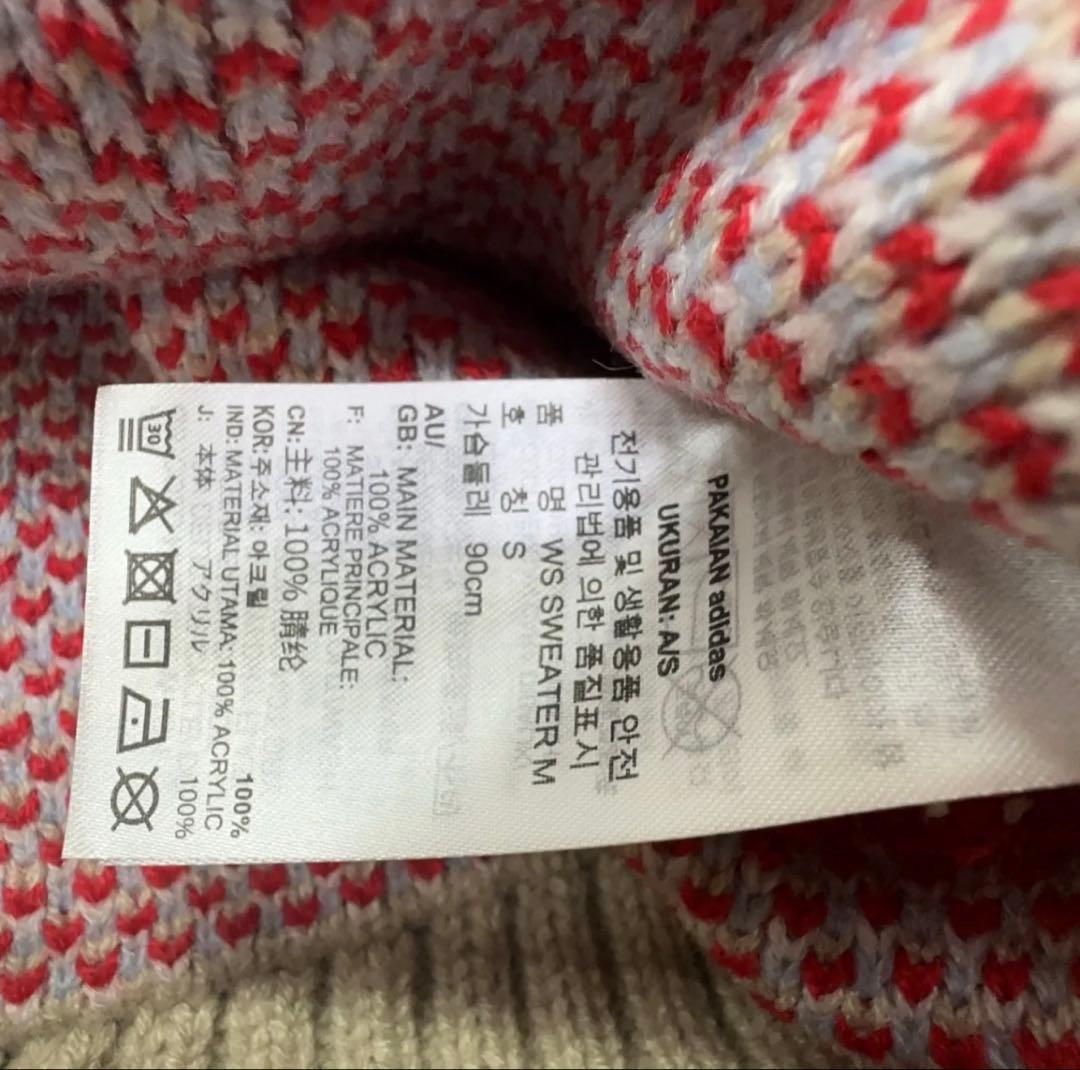 PAKAIAN adidas
UKURAN: A/S
전기용품 및 생활용품 안전
관리법에 의한 품질표시
품 명 WS SWEATER M
호 칭 S
가슴둘레 90cm
AU/
GB: MAIN MATERIAL:
100% ACRYLIC
F: MATIERE PRINCIPALE:
100% ACRYLIQUE
CN: 主料: 100% 腈纶
KOR: 주소재: 아크릴 100%
IND: MATERIAL UTAMA: 100% ACRYLIC
J: 本体 アクリル 100%
30